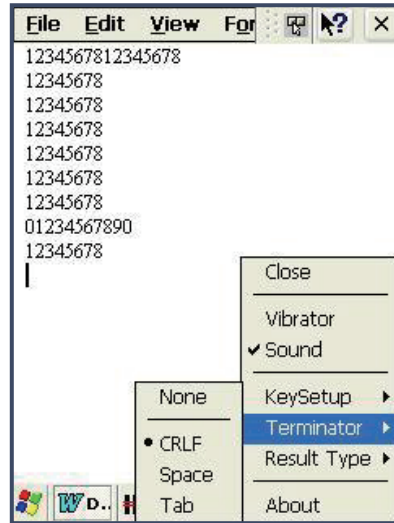 File Edit View For ?
1234567812345678
12345678
12345678
12345678
12345678
12345678
12345678
01234567890
12345678
Close
Vibrator
Sound
KeySetup
Terminator
Result Type
About
None
CRLF
Space
Tab
W D..